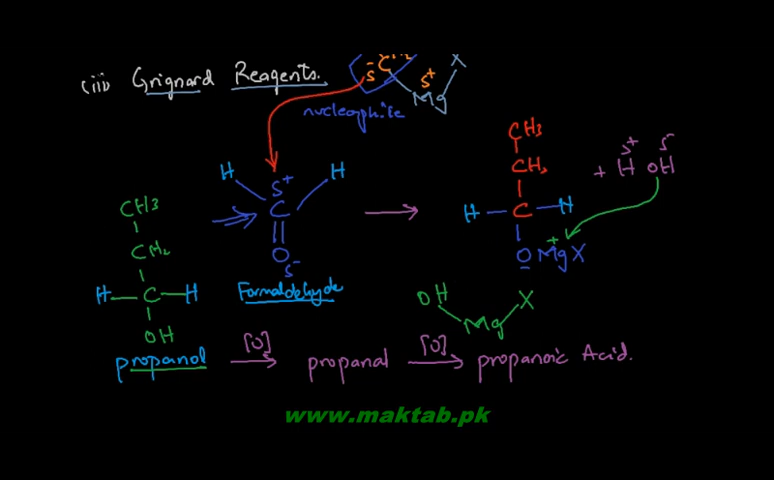 (iii) Grignard Reagents.
δ- CH2 δ+ Mg X
nucleophile
CH3
CH2
H C H
OH
H δ+ H
C
O
δ-
Formaldehyde
CH3
CH2
H C H
O MgX
+
+ H OH
δ+ δ-
OH Mg X
propanol [O] propanal [O] propanoic Acid.
www.maktab.pk